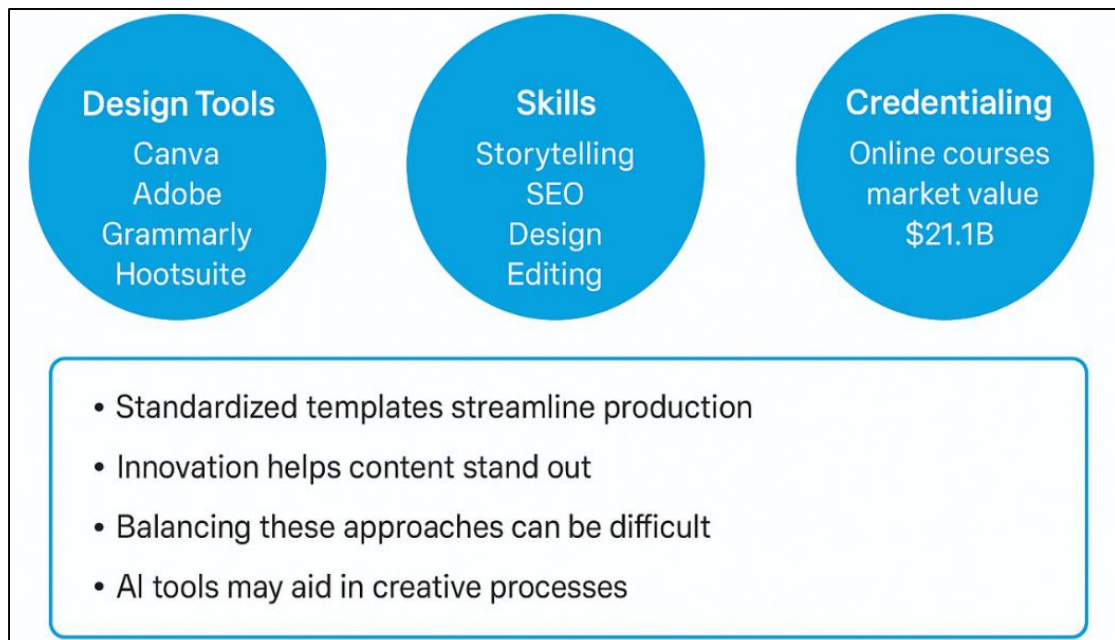 Design Tools
Canva
Adobe
Grammarly
Hootsuite
Skills
Storytelling
SEO
Design
Editing
Credentialing
Online courses
market value
$21.1B
• Standardized templates streamline production
• Innovation helps content stand out
• Balancing these approaches can be difficult
• AI tools may aid in creative processes